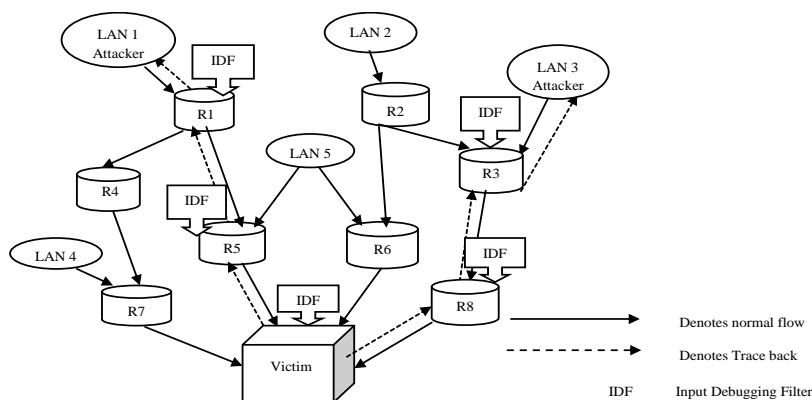 LAN 1
Attacker
IDF
LAN 2
LAN 3
Attacker
R1
R2
IDF
LAN 5
R3
R4
IDF
R5
R6
LAN 4
IDF
R7
IDF
R8
Victim
Denotes normal flow
Denotes Trace back
IDF Input Debugging Filter